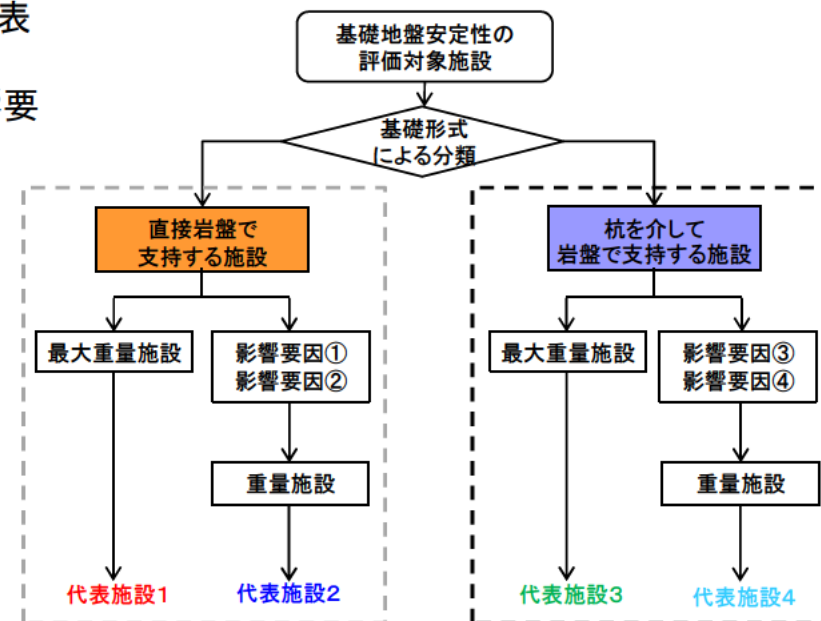 表
要
基礎地盤安定性の
評価対象施設
基礎形式
による分類
直接岩盤で
支持する施設
杭を介して
岩盤で支持する施設
最大重量施設
影響要因①
影響要因②
最大重量施設
影響要因③
影響要因④
重量施設
重量施設
代表施設1
代表施設2
代表施設3
代表施設4